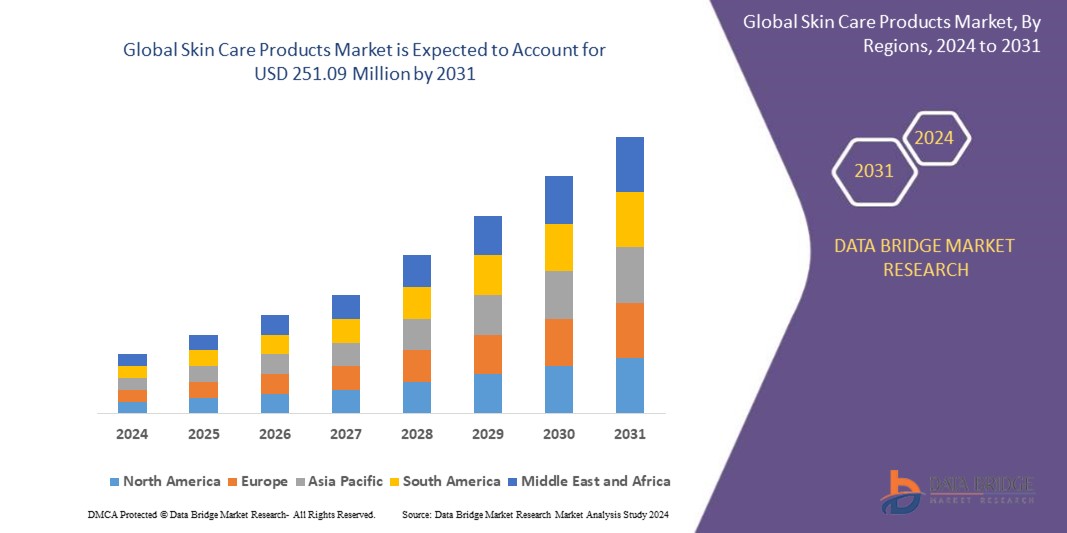 Global Skin Care Products Market is Expected to Account for
USD 251.09 Million by 2031
2024 2025 2026 2027 2028 2029 2030 2031
North America Europe Asia Pacific South America Middle East and Africa
DMCA Protected © Data Bridge Market Research- All Rights Reserved. Source: Data Bridge Market Research Market Analysis Study 2024
Global Skin Care Products Market, By
Regions, 2024 to 2031
2024
2031
DATA BRIDGE MARKET
RESEARCH
DATA BRIDGE
MARKET RESEARCH